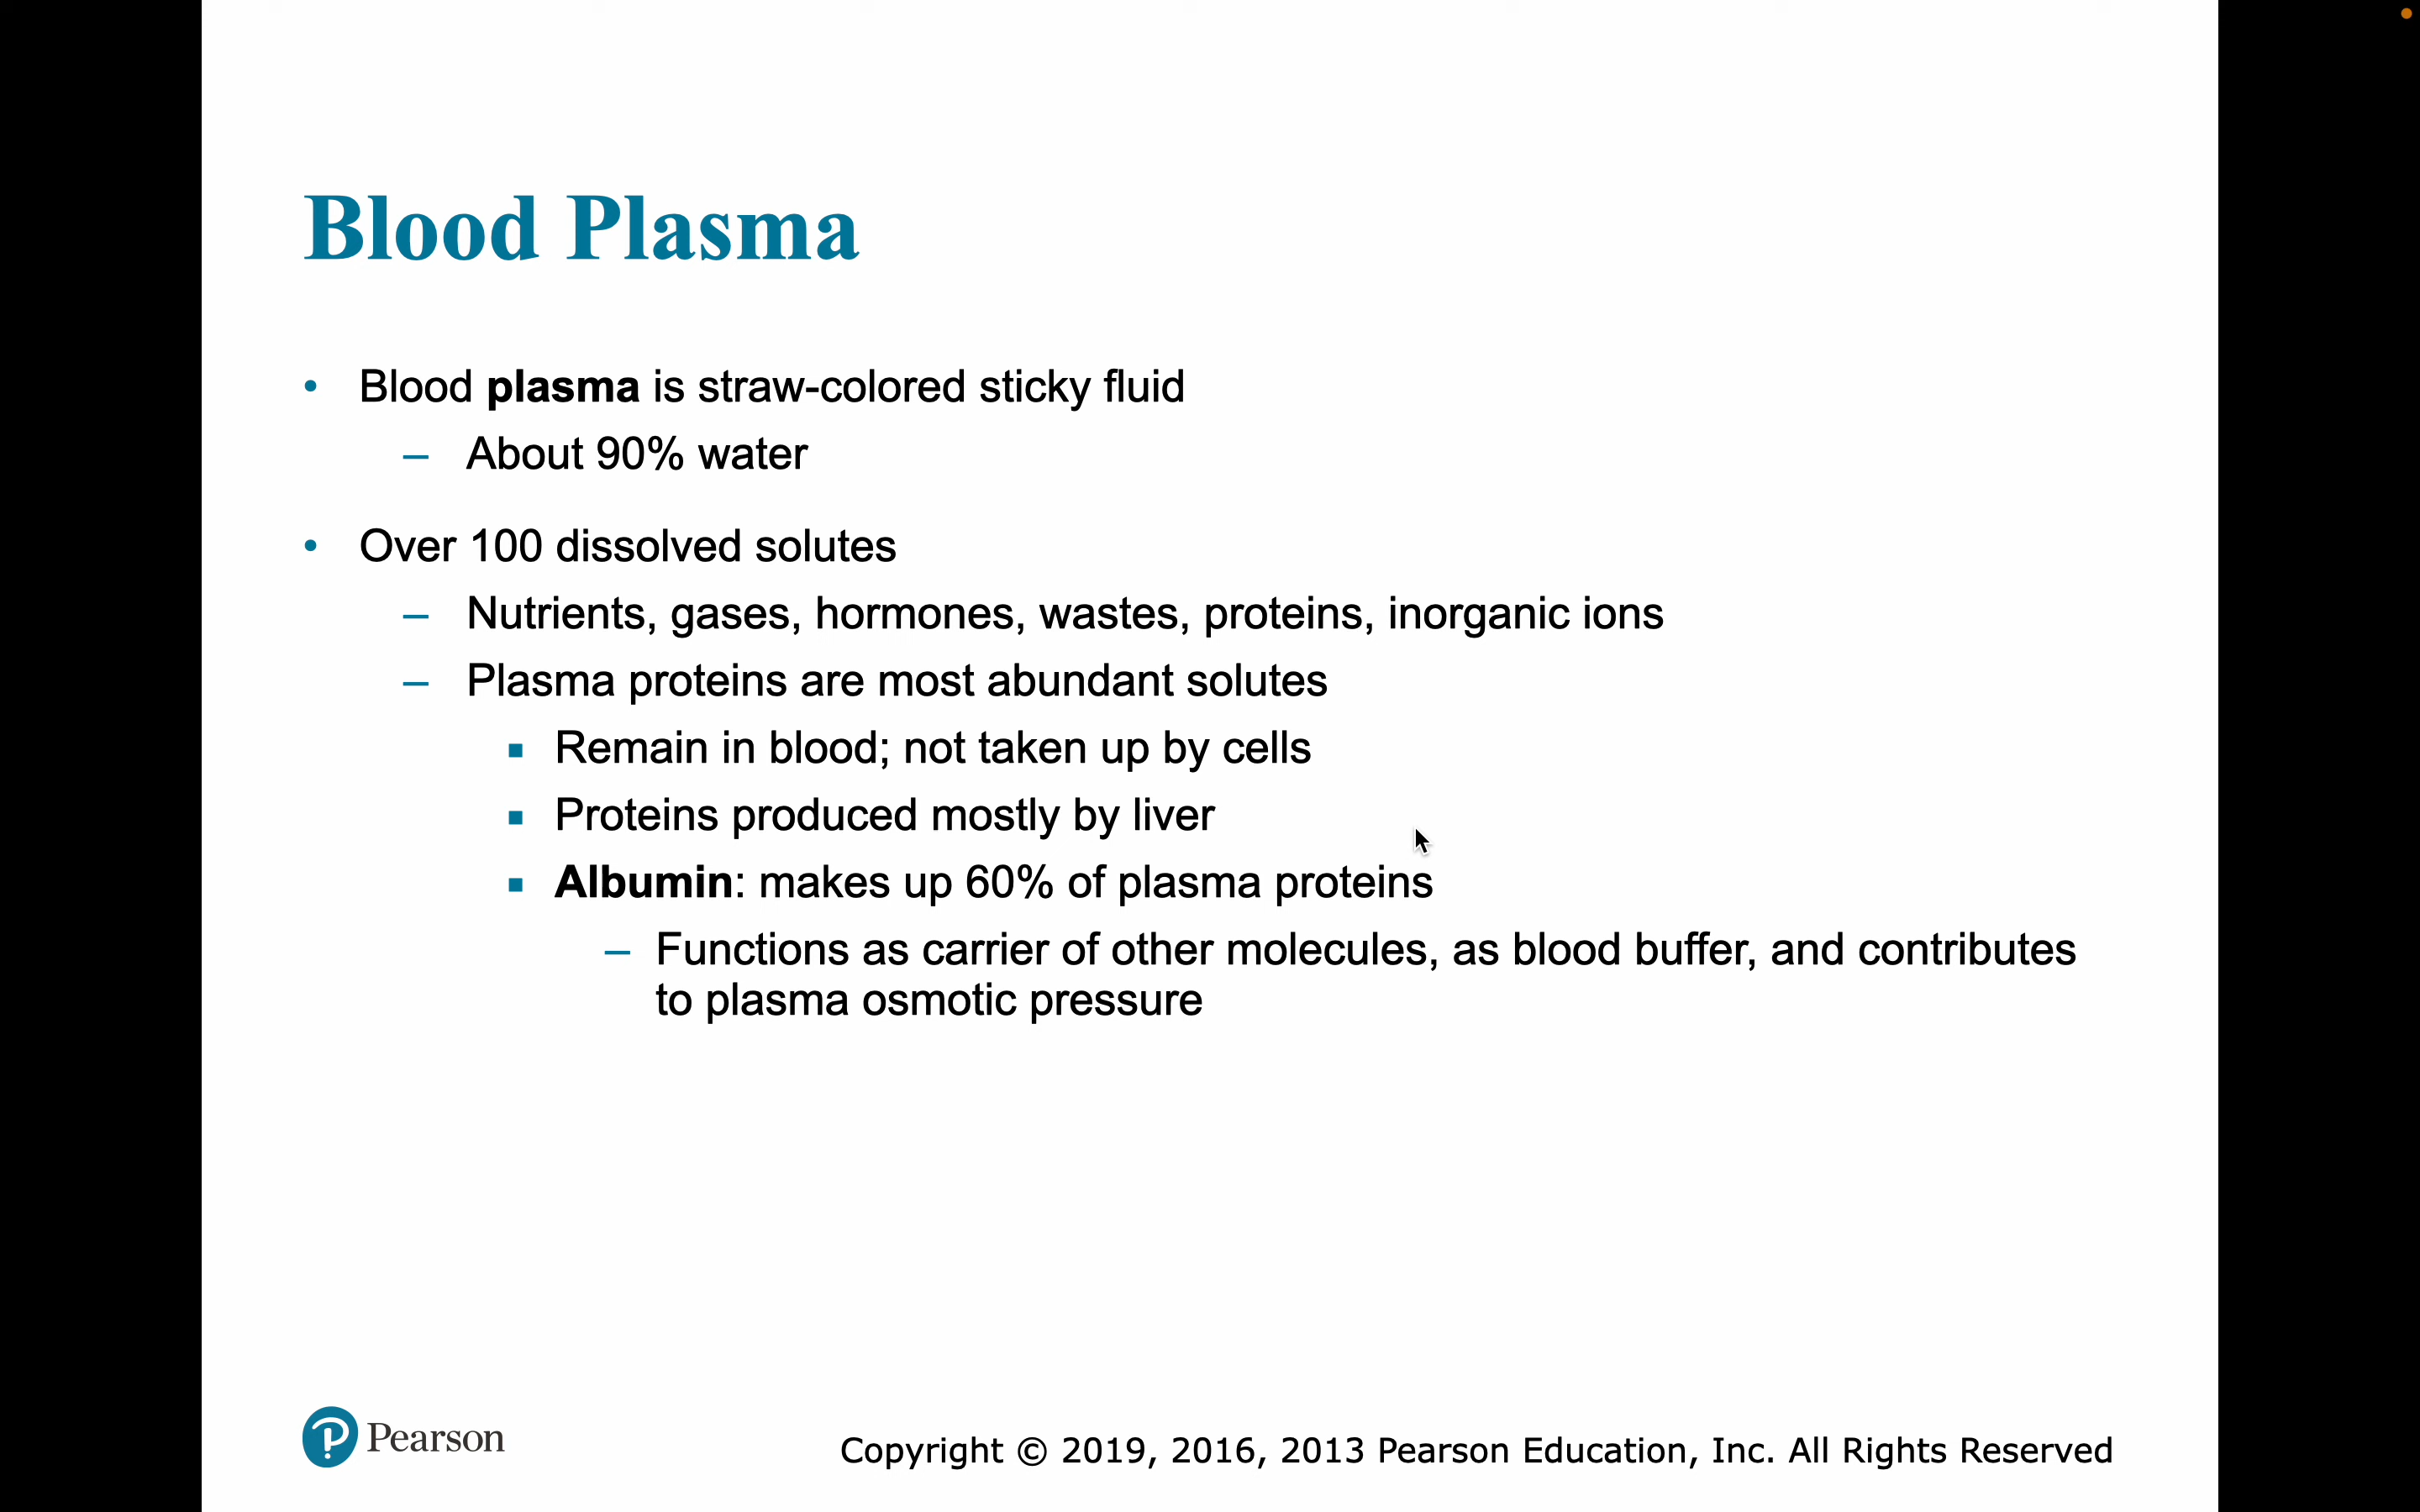 Blood Plasma
• Blood plasma is straw-colored sticky fluid
– About 90% water
• Over 100 dissolved solutes
– Nutrients, gases, hormones, wastes, proteins, inorganic ions
– Plasma proteins are most abundant solutes
▪ Remain in blood; not taken up by cells
▪ Proteins produced mostly by liver
▪ Albumin: makes up 60% of plasma proteins
– Functions as carrier of other molecules, as blood buffer, and contributes
to plasma osmotic pressure
Pearson
Copyright © 2019, 2016, 2013 Pearson Education, Inc. All Rights Reserved